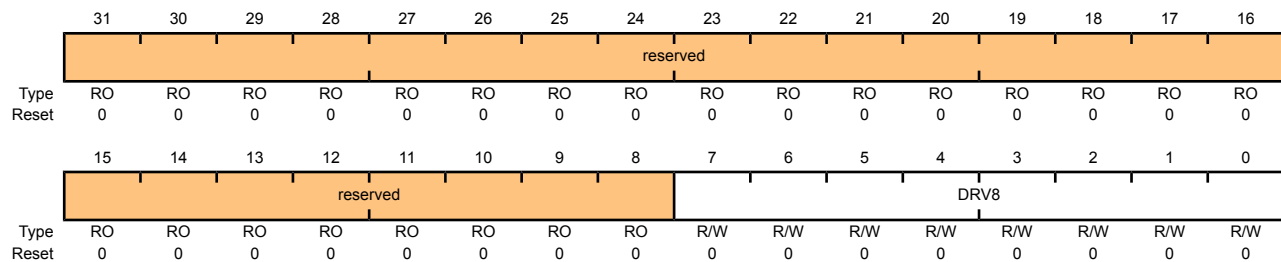 31 30 29 28 27 26 25 24 23 22 21 20 19 18 17 16
reserved
Type RO RO RO RO RO RO RO RO RO RO RO RO RO RO RO RO
Reset 0 0 0 0 0 0 0 0 0 0 0 0 0 0 0 0
15 14 13 12 11 10 9 8 7 6 5 4 3 2 1 0
reserved DRV8
Type RO RO RO RO RO RO RO RO R/W R/W R/W R/W R/W R/W R/W R/W
Reset 0 0 0 0 0 0 0 0 0 0 0 0 0 0 0 0